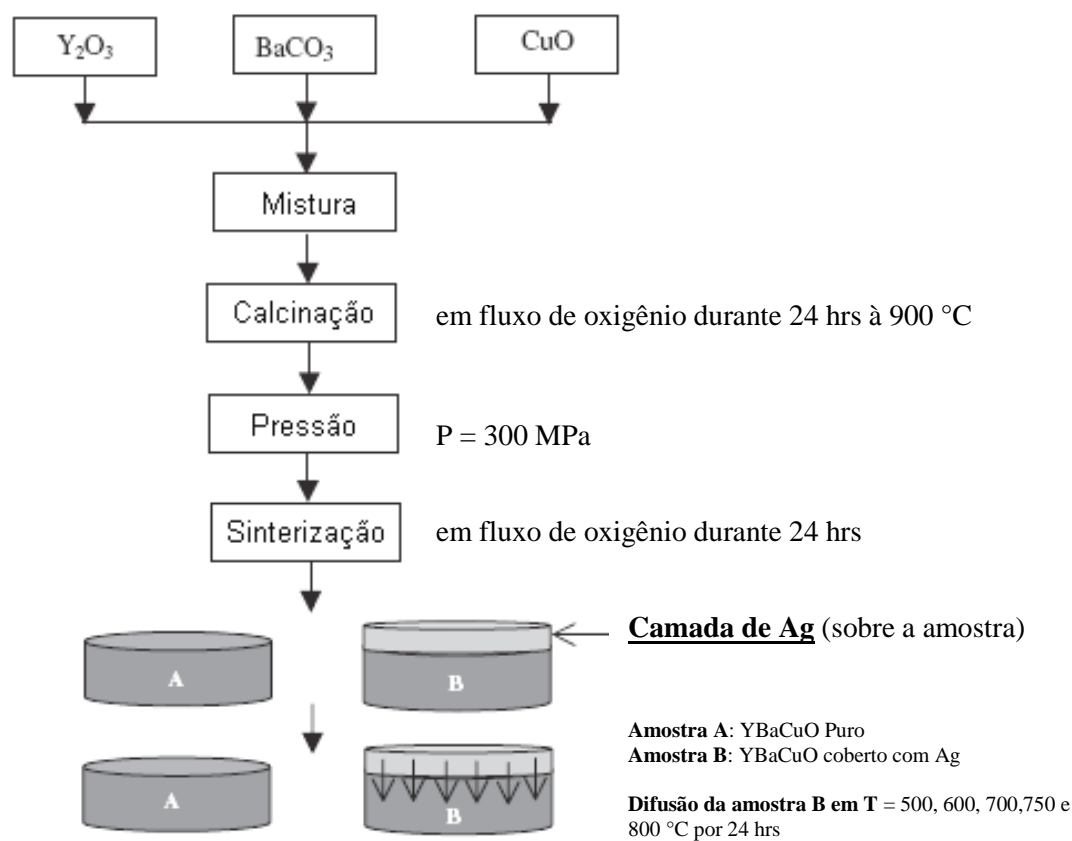 Y₂O₃
BaCO₃
CuO
Mistura
Calcinação
em fluxo de oxigênio durante 24 hrs à 900 °C
Pressão
P = 300 MPa
Sinterização
em fluxo de oxigênio durante 24 hrs
Camada de Ag (sobre a amostra)
A
B
Amostra A: YBaCuO Puro
Amostra B: YBaCuO coberto com Ag
A
B
Difusão da amostra B em T = 500, 600, 700,750 e
800 °C por 24 hrs